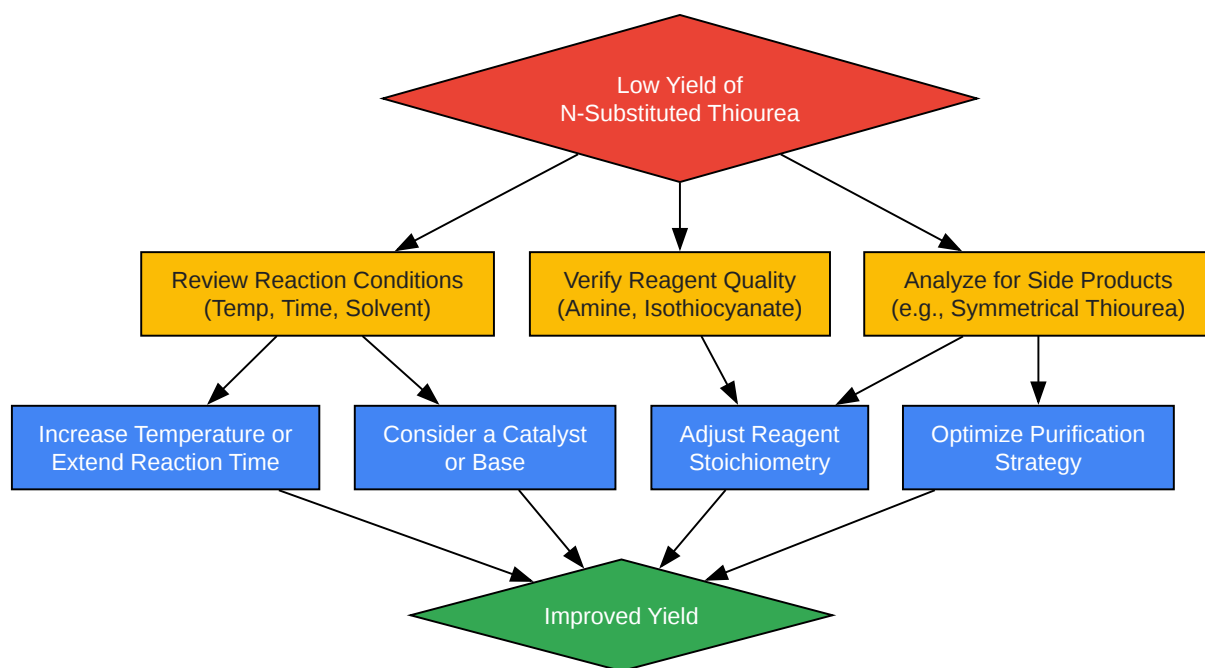 Low Yield of
N-Substituted Thiourea
Review Reaction Conditions
(Temp, Time, Solvent)
Verify Reagent Quality
(Amine, Isothiocyanate)
Analyze for Side Products
(e.g., Symmetrical Thiourea)
Increase Temperature or
Extend Reaction Time
Consider a Catalyst
or Base
Adjust Reagent
Stoichiometry
Optimize Purification
Strategy
Improved Yield